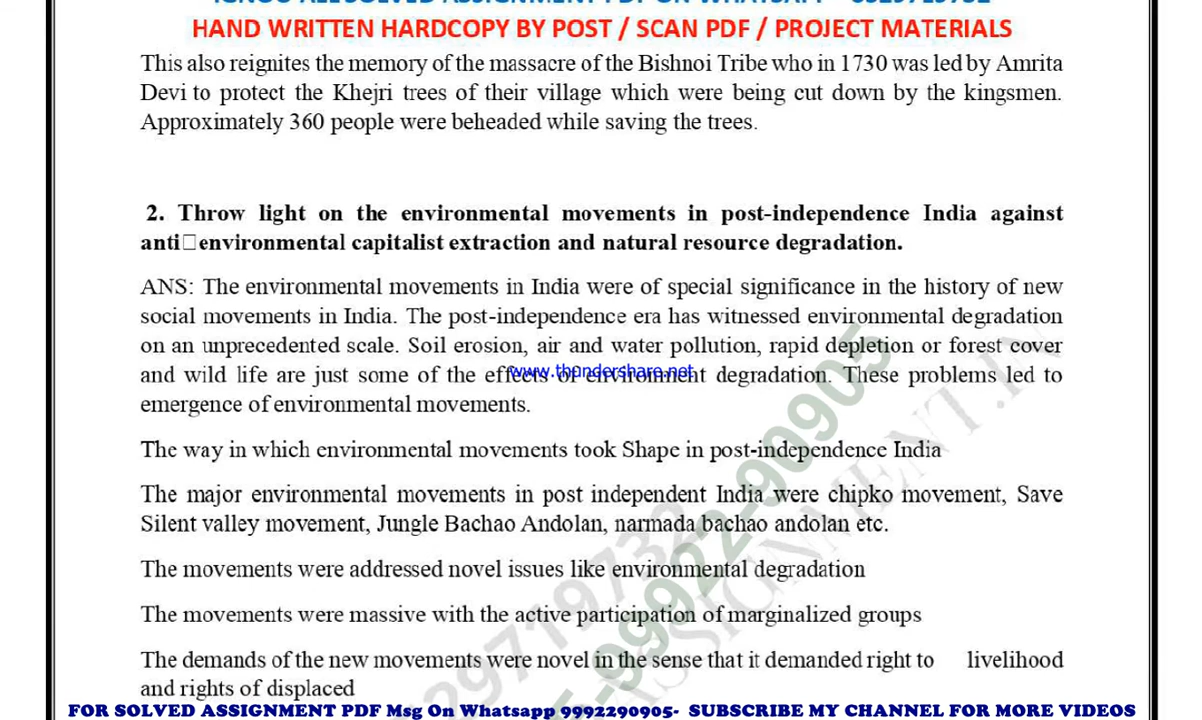 HAND WRITTEN HARDCOPY BY POST / SCAN PDF / PROJECT MATERIALS
This also reignites the memory of the massacre of the Bishnoi Tribe who in 1730 was led by Amrita
Devi to protect the Khejri trees of their village which were being cut down by the kingsmen.
Approximately 360 people were beheaded while saving the trees.
2. Throw light on the environmental movements in post-independence India against
anti□environmental capitalist extraction and natural resource degradation.
ANS: The environmental movements in India were of special significance in the history of new
social movements in India. The post-independence era has witnessed environmental degradation
on an unprecedented scale. Soil erosion, air and water pollution, rapid depletion or forest cover
and wild life are just some of the effects or environment degradation. These problems led to
www.thundershare.net
emergence of environmental movements.
The way in which environmental movements took Shape in post-independence India
The major environmental movements in post independent India were chipko movement, Save
Silent valley movement, Jungle Bachao Andolan, narmada bachao andolan etc.
The movements were addressed novel issues like environmental degradation
The movements were massive with the active participation of marginalized groups
The demands of the new movements were novel in the sense that it demanded right to livelihood
and rights of displaced
FOR SOLVED ASSIGNMENT PDF Msg On Whatsapp 9992290905- SUBSCRIBE MY CHANNEL FOR MORE VIDEOS